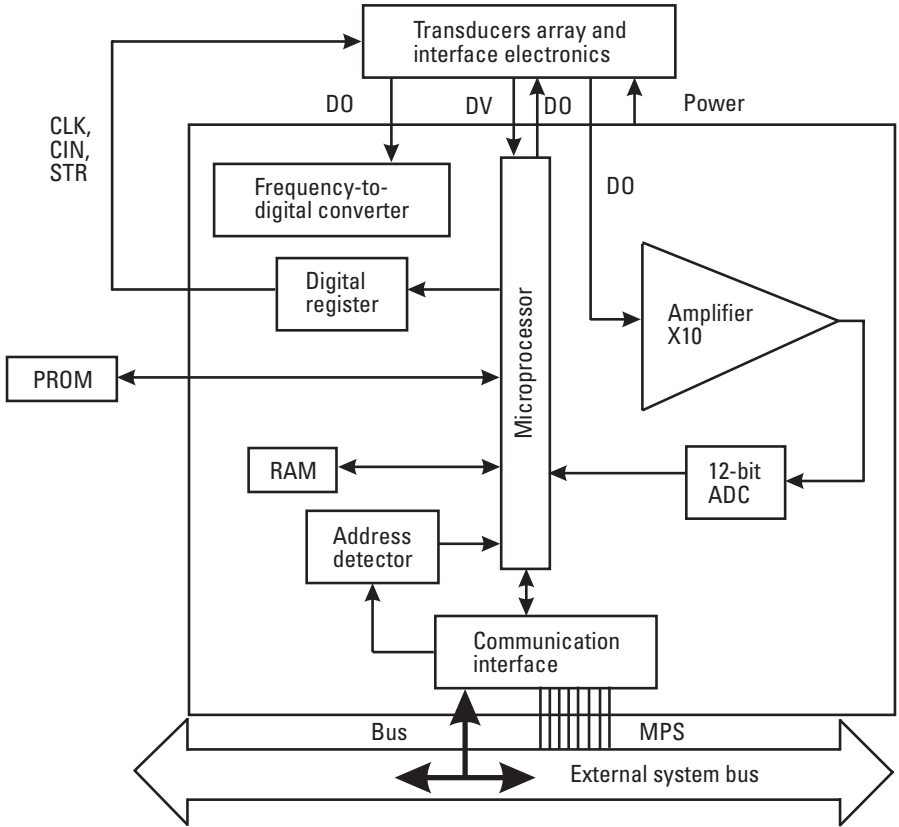 Transducers array and
interface electronics
DO
DV
DO
Power
CLK,
CIN,
STR
Frequency-to-
digital converter
DO
Digital
register
Microprocessor
Amplifier
X10
PROM
RAM
12-bit
ADC
Address
detector
Communication
interface
Bus
MPS
External system bus